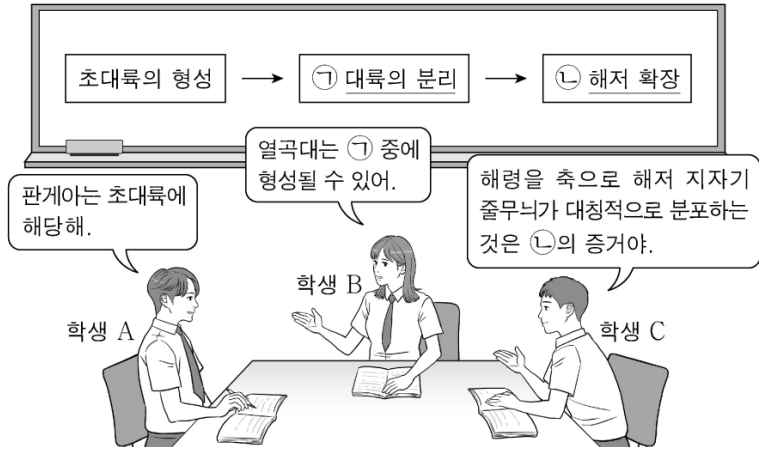 초대륙의 형성 → ㉠ 대륙의 분리 → ㉡ 해저 확장
판게아는 초대륙에
해당해.
열곡대는 ㉠ 중에
형성될 수 있어.
해령을 축으로 해저 지자기
줄무늬가 대칭적으로 분포하는
것은 ㉡의 증거야.
학생 A
학생 B
학생 C